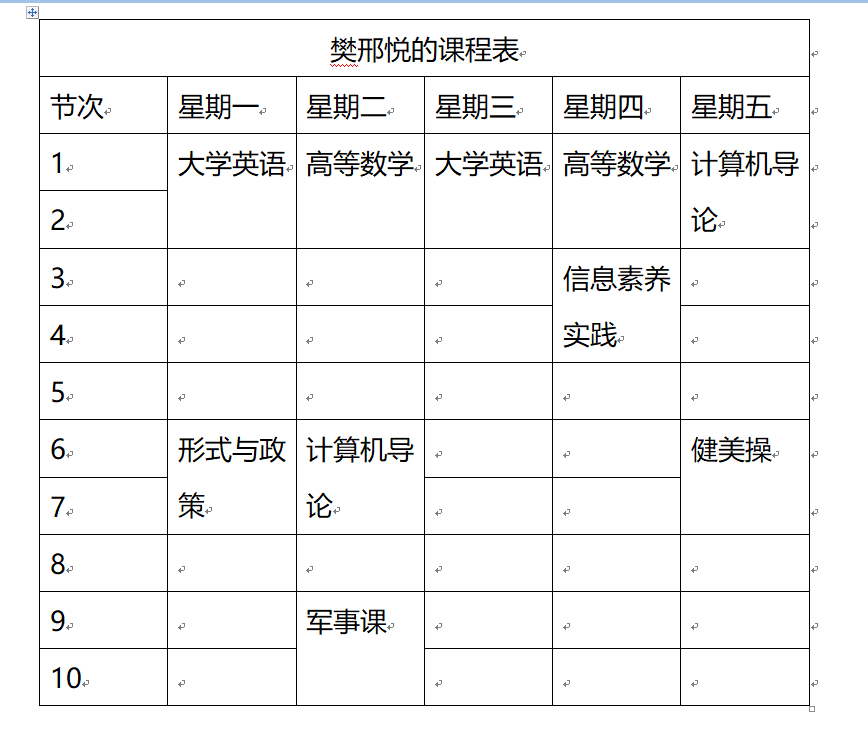 樊邢悦的课程表
节次 星期一 星期二 星期三 星期四 星期五
1 大学英语 高等数学 大学英语 高等数学 计算机导
2 论
3 信息素养
4 实践
5
6 形式与政 计算机导 健美操
7 策 论
8
9 军事课
10